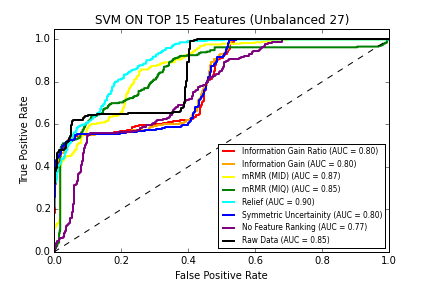 SVM ON TOP 15 Features (Unbalanced 27)
1.0
0.8
0.6
0.4
0.2
0.0
True Positive Rate
Information Gain Ratio (AUC = 0.80)
Information Gain (AUC = 0.80)
mRMR (MID) (AUC = 0.87)
mRMR (MIQ) (AUC = 0.85)
Relief (AUC = 0.90)
Symmetric Uncertainity (AUC = 0.80)
No Feature Ranking (AUC = 0.77)
Raw Data (AUC = 0.85)
0.0 0.2 0.4 0.6 0.8 1.0
False Positive Rate